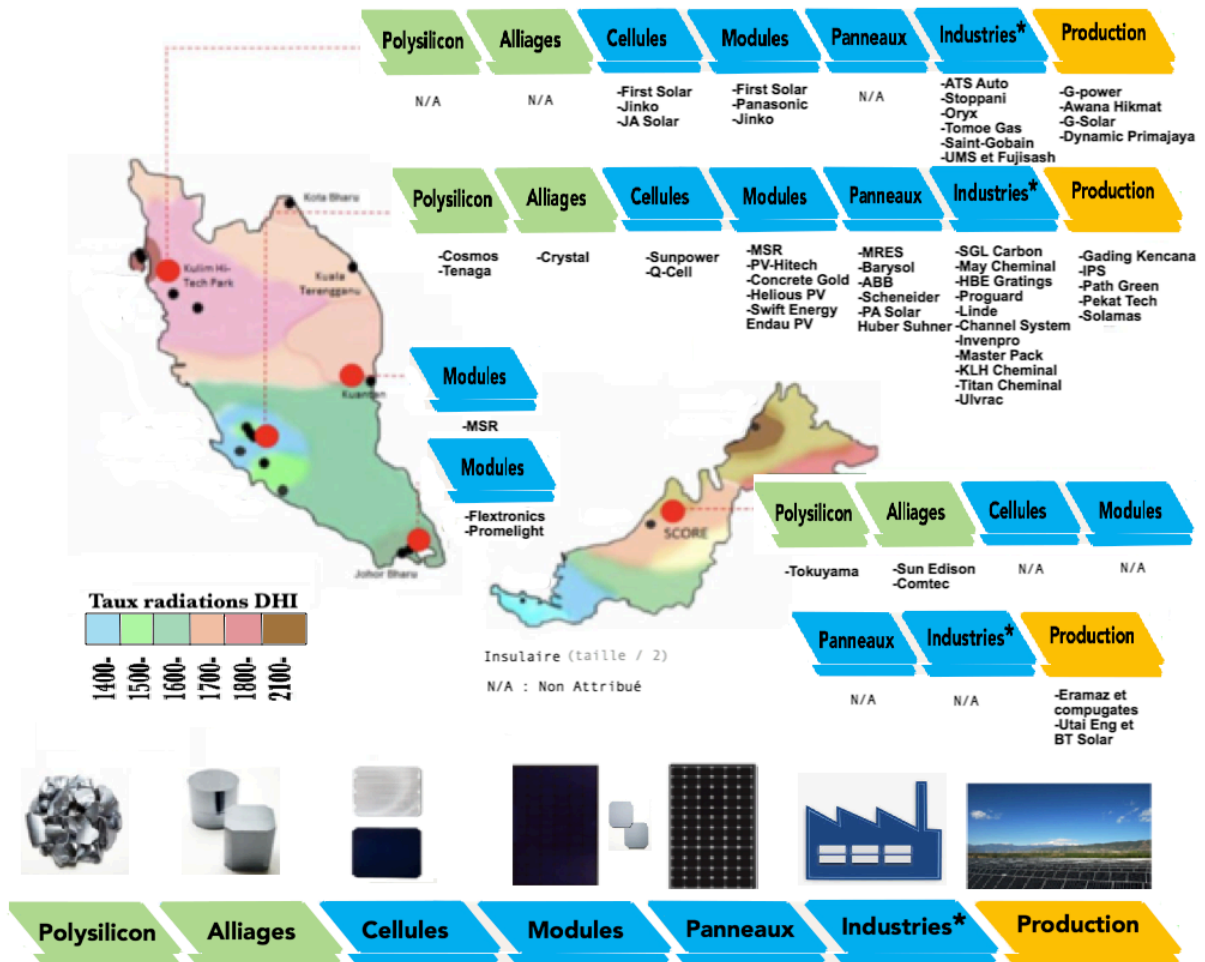 Polysilicon
Alliages
Cellules
Modules
Panneaux
Industries*
Production
N/A
N/A
-First Solar
-Jinko
-JA Solar
-First Solar
-Panasonic
-Jinko
N/A
-ATS Auto
-Stoppani
-Oryx
-Tomoe Gas
-Saint-Gobain
-UMS et Fujisash
-G-power
-Awana Hikmat
-G-Solar
-Dynamic Primajaya
Polysilicon
Alliages
Cellules
Modules
Panneaux
Industries*
Production
-Cosmos
-Tenaga
-Crystal
-Sunpower
-Q-Cell
-MSR
-PV-Hitech
-Concrete Gold
-Helious PV
-Swift Energy
Endau PV
-MRES
-Barysol
-ABB
-Scheneider
-PA Solar
Huber Suhner
-SGL Carbon
-May Cheminal
-HBE Gratings
-Proguard
-Linde
-Channel System
-Invenpro
-Master Pack
-KLH Cheminal
-Titan Cheminal
-Ulvrac
-Gading Kencana
-IPS
-Path Green
-Pekat Tech
-Solamas
Kota Bharu
Kulim Hi-
Tech Park
Kuala
Terengganu
Kuantan
Johor Bharu
Modules
-MSR
Modules
-Flextronics
-Promelight
SCORE
Polysilicon
Alliages
Cellules
Modules
-Tokuyama
-Sun Edison
-Comtec
N/A
N/A
Panneaux
Industries*
Production
N/A
N/A
-Eramaz et
compugates
-Utai Eng et
BT Solar
Taux radiations DHI
1400-
1500-
1600-
1700-
1800-
2100-
Insulaire (taille / 2)
N/A : Non Attribué
Polysilicon
Alliages
Cellules
Modules
Panneaux
Industries*
Production